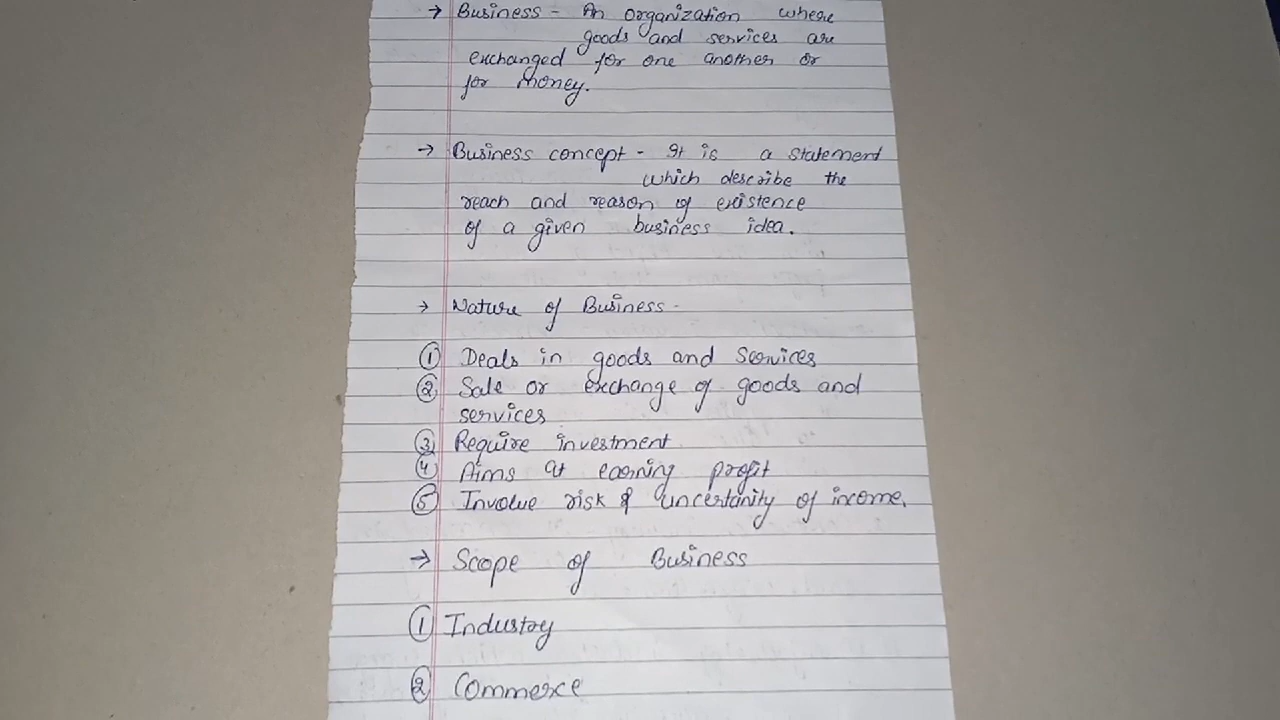 → Business - An organization where
goods and services are
exchanged for one another or
for money.
→ Business concept - It is a statement
which describe the
reach and reason of existence
of a given business idea.
→ Nature of Business -
① Deals in goods and services
② Sale or exchange of goods and
services
③ Require investment
④ Aims at earning profit
⑤ Involve risk & uncertanity of income.
→ Scope of Business
① Industry
② Commerce